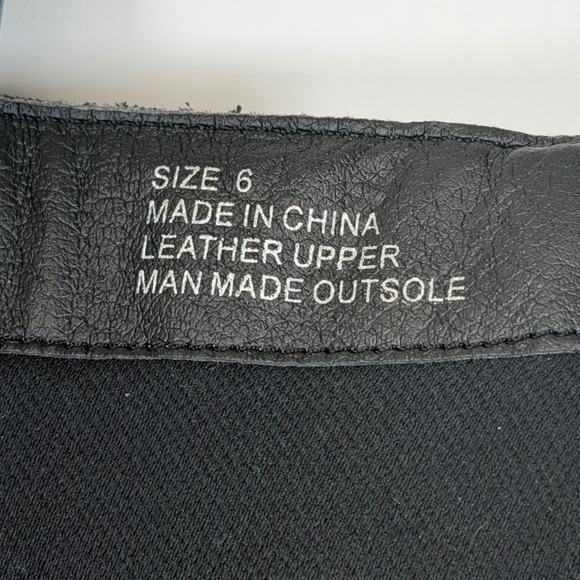 SIZE 6
MADE IN CHINA
LEATHER UPPER
MAN MADE OUTSOLE